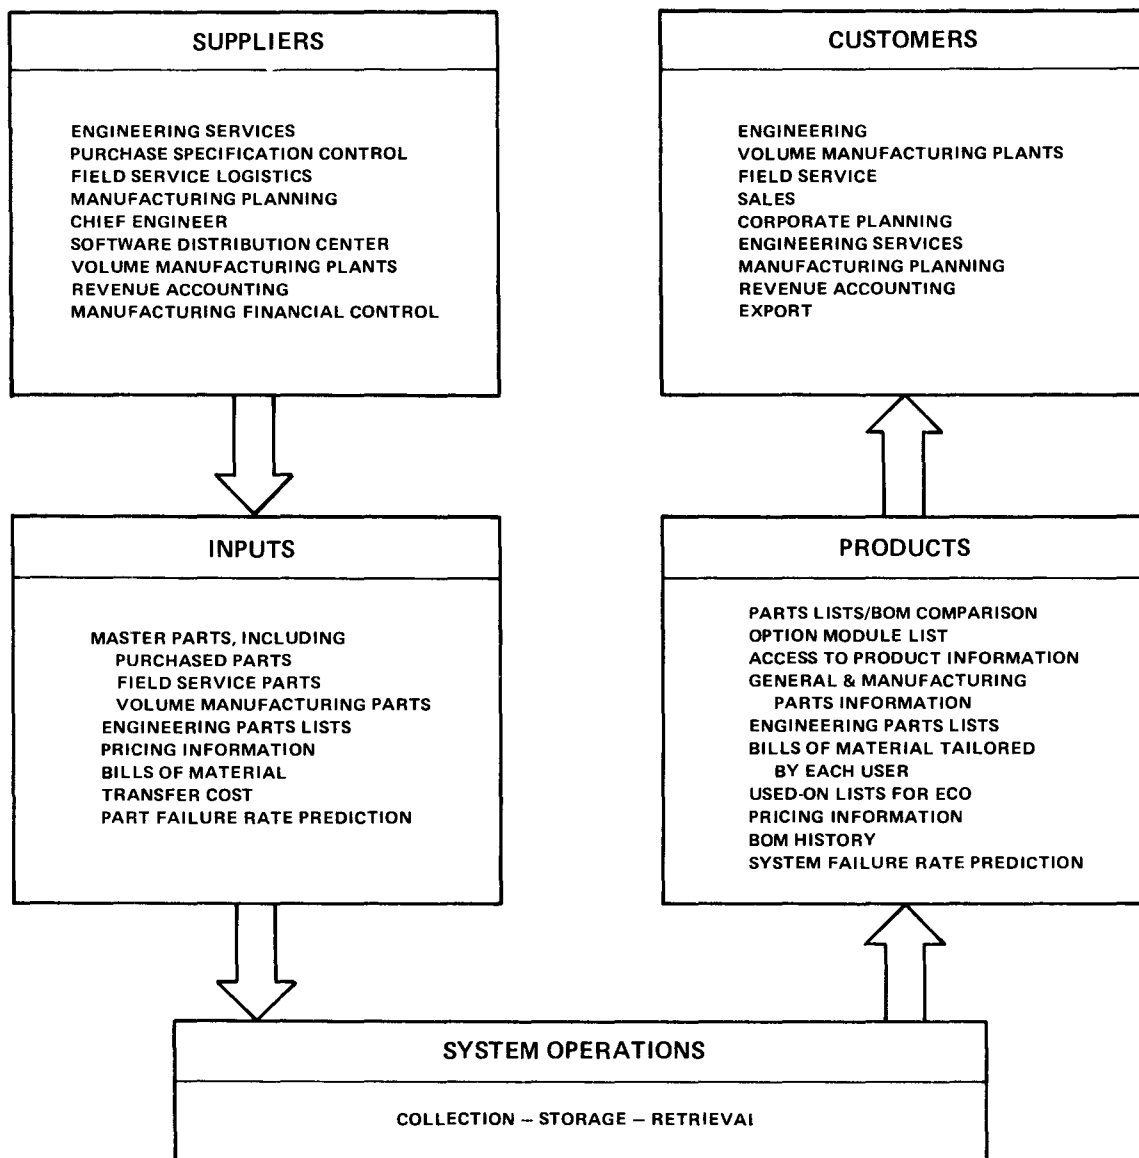 SUPPLIERS
ENGINEERING SERVICES
PURCHASE SPECIFICATION CONTROL
FIELD SERVICE LOGISTICS
MANUFACTURING PLANNING
CHIEF ENGINEER
SOFTWARE DISTRIBUTION CENTER
VOLUME MANUFACTURING PLANTS
REVENUE ACCOUNTING
MANUFACTURING FINANCIAL CONTROL
CUSTOMERS
ENGINEERING
VOLUME MANUFACTURING PLANTS
FIELD SERVICE
SALES
CORPORATE PLANNING
ENGINEERING SERVICES
MANUFACTURING PLANNING
REVENUE ACCOUNTING
EXPORT
INPUTS
MASTER PARTS, INCLUDING
PURCHASED PARTS
FIELD SERVICE PARTS
VOLUME MANUFACTURING PARTS
ENGINEERING PARTS LISTS
PRICING INFORMATION
BILLS OF MATERIAL
TRANSFER COST
PART FAILURE RATE PREDICTION
PRODUCTS
PARTS LISTS/BOM COMPARISON
OPTION MODULE LIST
ACCESS TO PRODUCT INFORMATION
GENERAL & MANUFACTURING
PARTS INFORMATION
ENGINEERING PARTS LISTS
BILLS OF MATERIAL TAILORED
BY EACH USER
USED-ON LISTS FOR ECO
PRICING INFORMATION
BOM HISTORY
SYSTEM FAILURE RATE PREDICTION
SYSTEM OPERATIONS
COLLECTION – STORAGE – RETRIEVAL